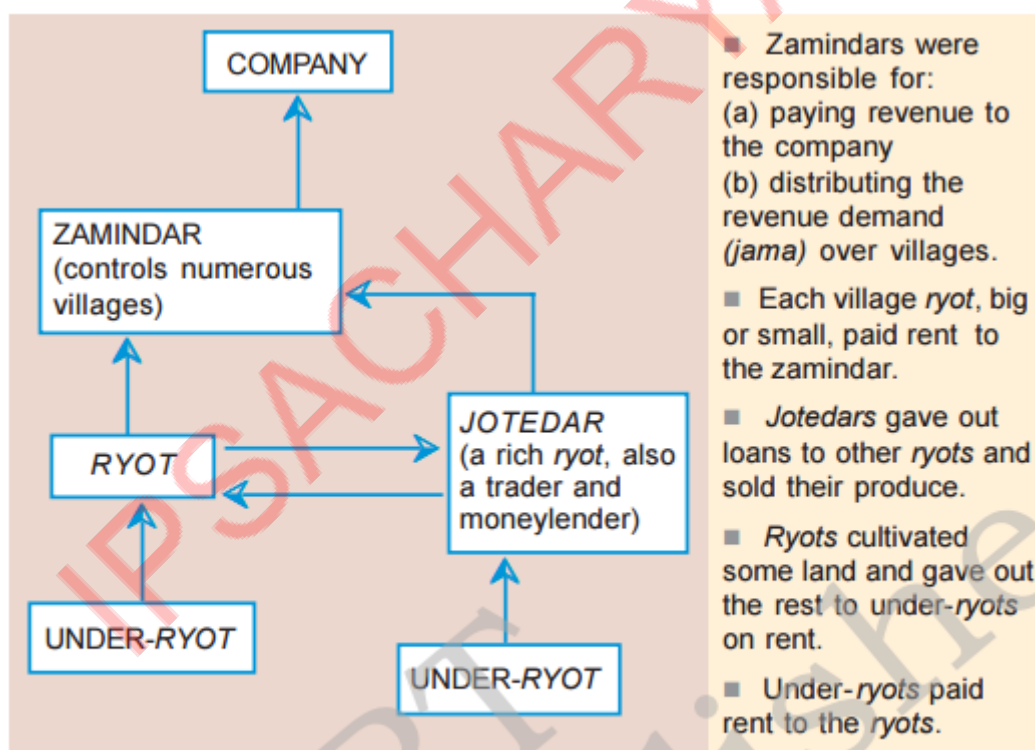 COMPANY
ZAMINDAR
(controls numerous
villages)
RYOT
JOTEDAR
(a rich ryot, also
a trader and
moneylender)
UNDER-RYOT
UNDER-RYOT
■ Zamindars were
responsible for:
(a) paying revenue to
the company
(b) distributing the
revenue demand
(jama) over villages.
■ Each village ryot, big
or small, paid rent to
the zamindar.
■ Jotedars gave out
loans to other ryots and
sold their produce.
■ Ryots cultivated
some land and gave out
the rest to under-ryots
on rent.
■ Under-ryots paid
rent to the ryots.
IPSACHARYA